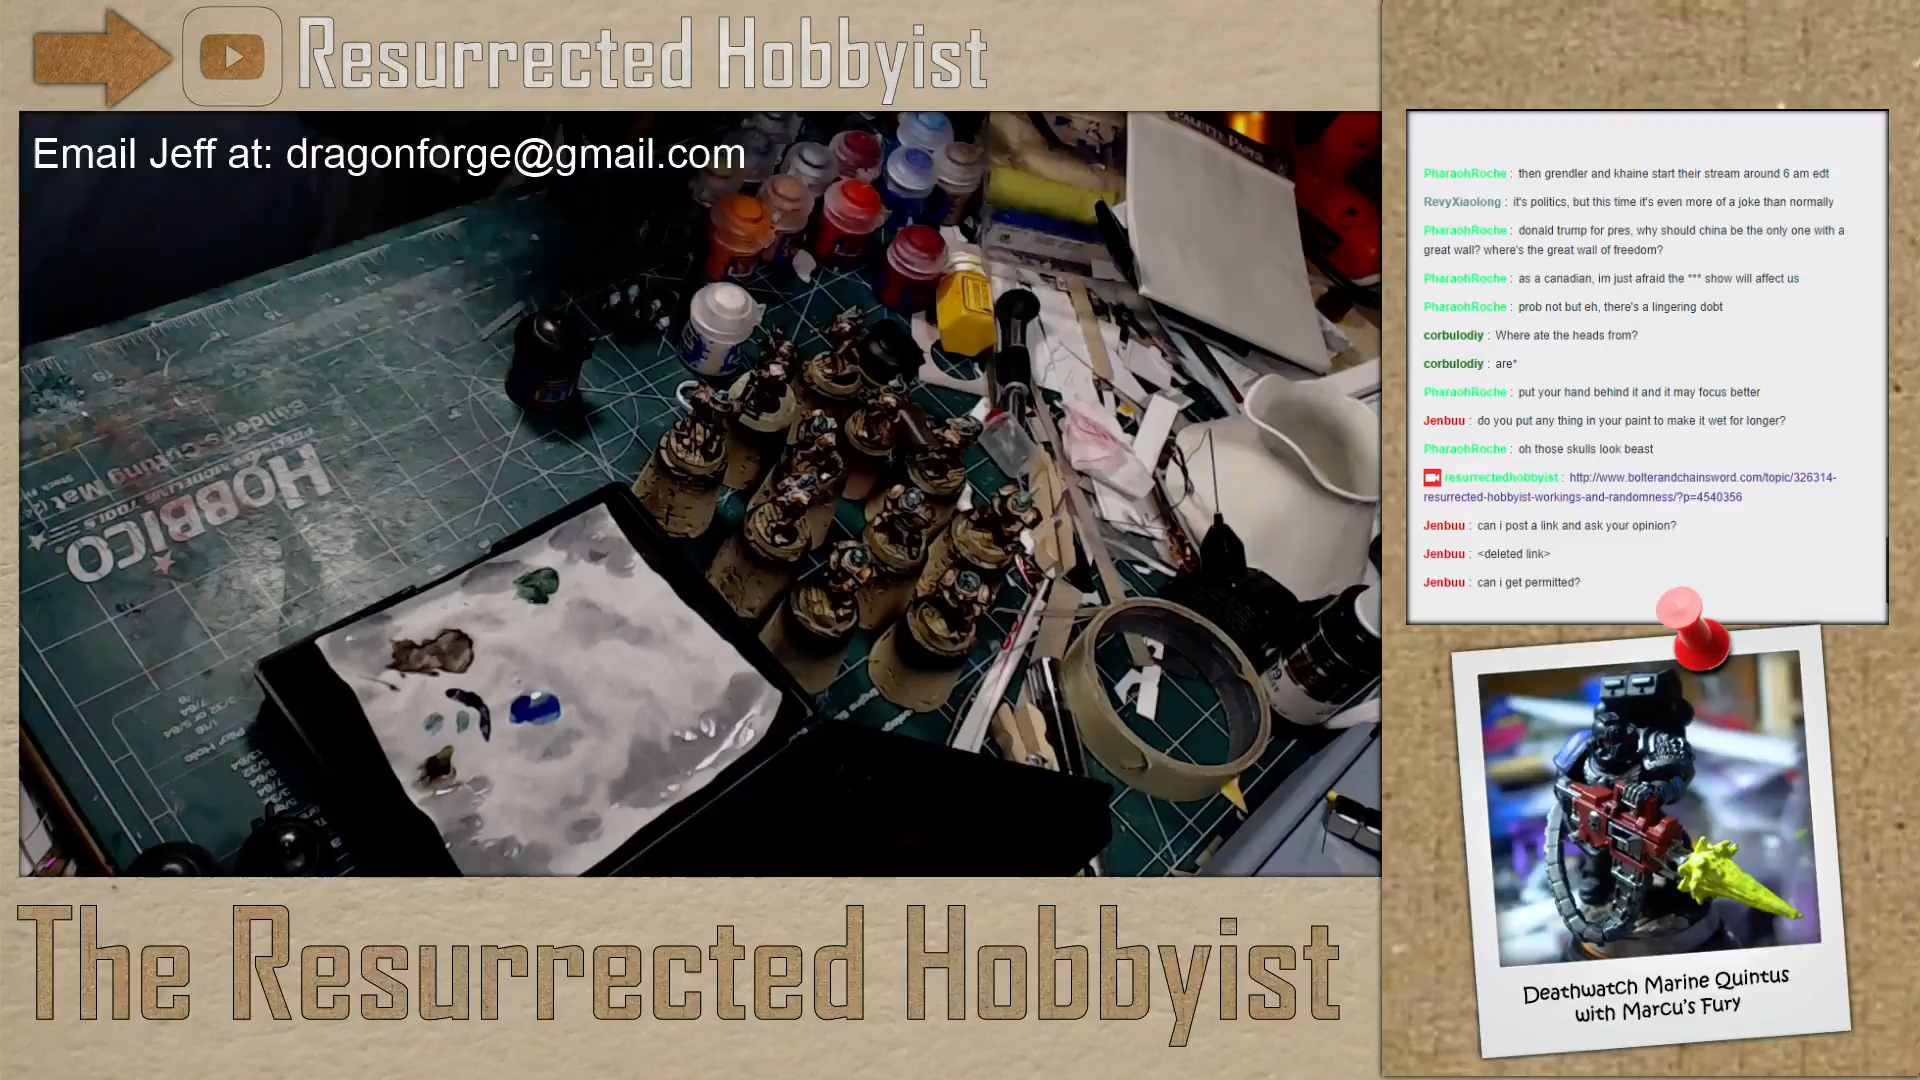 Resurrected Hobbyist
Email Jeff at: dragonforge@gmail.com
PALETTE PAPER
HOBBICO
PharaohRoche : then grendler and khaine start their stream around 6 am edt
RevyXiaolong : it's politics, but this time it's even more of a joke than normally
PharaohRoche : donald trump for pres, why should china be the only one with a
great wall? where's the great wall of freedom?
PharaohRoche : as a canadian, im just afraid the *** show will affect us
PharaohRoche : prob not but eh, there's a lingering dobt
corbulodiy : Where ate the heads from?
corbulodiy : are*
PharaohRoche : put your hand behind it and it may focus better
Jenbuu : do you put any thing in your paint to make it wet for longer?
PharaohRoche : oh those skulls look beast
resurrectedhobbyist : http://www.bolterandchainsword.com/topic/326314-
resurrected-hobbyist-workings-and-randomness/?p=4540356
Jenbuu : can i post a link and ask your opinion?
Jenbuu : <deleted link>
Jenbuu : can i get permitted?
Deathwatch Marine Quintus
with Marcu's Fury
The Resurrected Hobbyist